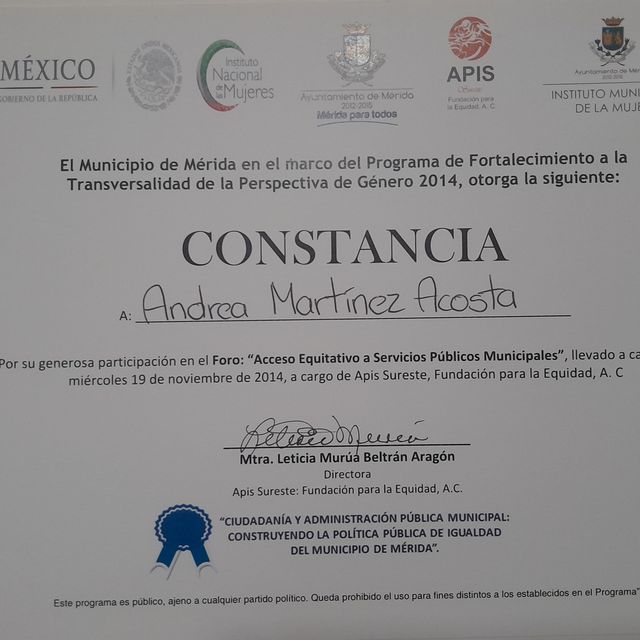 MÉXICO
GOBIERNO DE LA REPÚBLICA
Instituto
Nacional
de las
Mujeres
Ayuntamiento de Mérida
2012-2015
Mérida para todos
APIS
Sureste
Fundación para
la Equidad, A. C
Ayuntamiento de Mér
2012-2015
INSTITUTO MUNI
DE LA MUJE
El Municipio de Mérida en el marco del Programa de Fortalecimiento a la
Transversalidad de la Perspectiva de Género 2014, otorga la siguiente:
CONSTANCIA
A: Andrea Martínez Acosta
Por su generosa participación en el Foro: “Acceso Equitativo a Servicios Públicos Municipales”, llevado a ca
miércoles 19 de noviembre de 2014, a cargo de Apis Sureste, Fundación para la Equidad, A. C
Mtra. Leticia Murúa Beltrán Aragón
Directora
Apis Sureste: Fundación para la Equidad, A.C.
“CIUDADANÍA Y ADMINISTRACIÓN PÚBLICA MUNICIPAL:
CONSTRUYENDO LA POLÍTICA PÚBLICA DE IGUALDAD
DEL MUNICIPIO DE MÉRIDA”.
Este programa es público, ajeno a cualquier partido político. Queda prohibido el uso para fines distintos a los establecidos en el Programa”